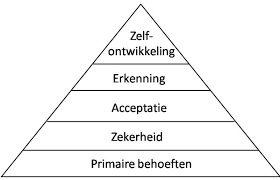 Zelf-
ontwikkeling
Erkenning
Acceptatie
Zekerheid
Primaire behoeften